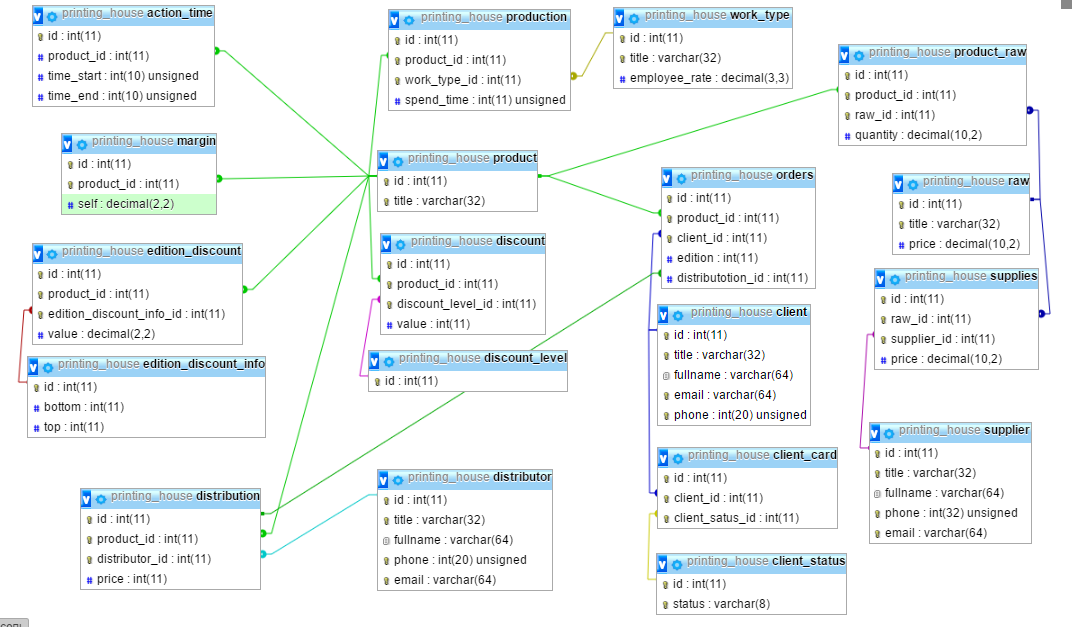 printing_house action_time
id : int(11)
product_id : int(11)
time_start : int(10) unsigned
time_end : int(10) unsigned
printing_house production
id : int(11)
product_id : int(11)
work_type_id : int(11)
spend_time : int(11) unsigned
printing_house work_type
id : int(11)
title : varchar(32)
employee_rate : decimal(3,3)
printing_house product_raw
id : int(11)
product_id : int(11)
raw_id : int(11)
quantity : decimal(10,2)
printing_house margin
id : int(11)
product_id : int(11)
self : decimal(2,2)
printing_house product
id : int(11)
title : varchar(32)
printing_house orders
id : int(11)
product_id : int(11)
client_id : int(11)
edition : int(11)
distributotion_id : int(11)
printing_house raw
id : int(11)
title : varchar(32)
price : decimal(10,2)
printing_house edition_discount
id : int(11)
product_id : int(11)
edition_discount_info_id : int(11)
value : decimal(2,2)
printing_house discount
id : int(11)
product_id : int(11)
discount_level_id : int(11)
value : int(11)
printing_house supplies
id : int(11)
raw_id : int(11)
supplier_id : int(11)
price : decimal(10,2)
printing_house edition_discount_info
id : int(11)
bottom : int(11)
top : int(11)
printing_house discount_level
id : int(11)
printing_house client
id : int(11)
title : varchar(32)
fullname : varchar(64)
email : varchar(64)
phone : int(20) unsigned
printing_house supplier
id : int(11)
title : varchar(32)
fullname : varchar(64)
phone : int(32) unsigned
email : varchar(64)
printing_house distribution
id : int(11)
product_id : int(11)
distributor_id : int(11)
price : int(11)
printing_house distributor
id : int(11)
title : varchar(32)
fullname : varchar(64)
phone : int(20) unsigned
email : varchar(64)
printing_house client_card
id : int(11)
client_id : int(11)
client_satus_id : int(11)
printing_house client_status
id : int(11)
status : varchar(8)